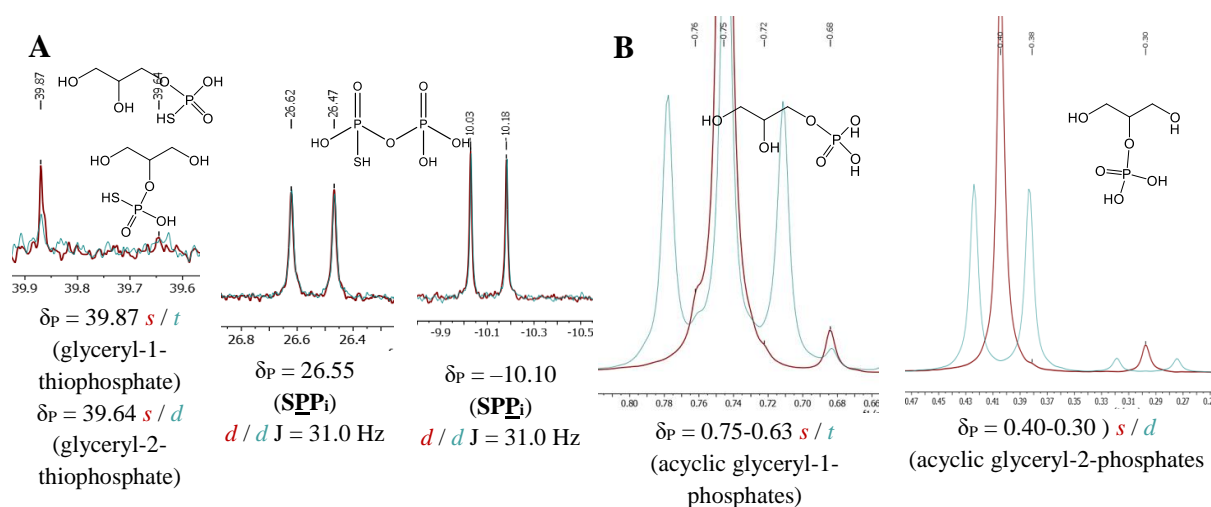 A
−39.87
−39.64
HO
OH
O
P
OH
HS
O
HO
OH
O
HS
P
OH
O
39.9 39.8 39.7 39.6
δP = 39.87 s / t
(glyceryl-1-
thiophosphate)
δP = 39.64 s / d
(glyceryl-2-
thiophosphate)
−26.62
−26.47
O
O
HO
P
O
P
OH
SH
OH
26.8 26.6 26.4
δP = 26.55
(SPPi)
d / d J = 31.0 Hz
-10.03
-10.18
-9.9 -10.1 -10.3 -10.5
δP = −10.10
(SPPi)
d / d J = 31.0 Hz
B
−0.76
−0.75
−0.72
−0.68
HO
OH
O
P
O
H
O
O
H
0.80 0.78 0.76 0.74 0.72 0.70 0.68 0.66
δP = 0.75-0.63 s / t
(acyclic glyceryl-1-
phosphates)
−0.40
−0.38
−0.30
HO
O
H
O
O
P
OH
HO
0.47 0.45 0.43 0.41 0.39 0.37 0.35 0.33 0.31 0.29 0.27
δP = 0.40-0.30 ) s / d
(acyclic glyceryl-2-phosphates